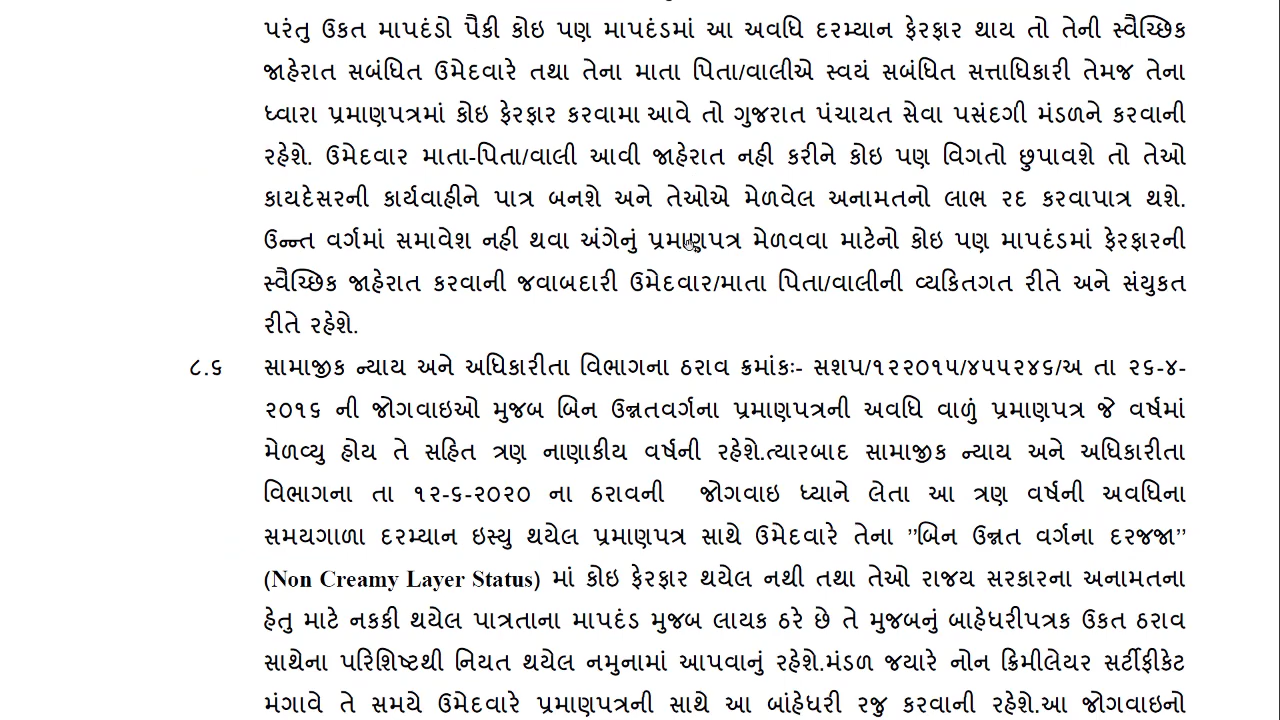 પરંતુ ઉકત માપદંડો પૈકી કોઇ પણ માપદંડમાં આ અવધિ દરમ્યાન ફેરફાર થાય તો તેની સ્વૈચ્છિક
જાહેરાત સબંધિત ઉમેદવારે તથા તેના માતા પિતા/વાલીએ સ્વયં સબંધિત સત્તાધિકારી તેમજ તેના
ધ્વારા પ્રમાણપત્રમાં કોઇ ફેરફાર કરવામા આવે તો ગુજરાત પંચાયત સેવા પસંદગી મંડળને કરવાની
રહેશે. ઉમેદવાર માતા-પિતા/વાલી આવી જાહેરાત નહી કરીને કોઇ પણ વિગતો છુપાવશે તો તેઓ
કાયદેસરની કાર્યવાહીને પાત્ર બનશે અને તેઓએ મેળવેલ અનામતનો લાભ રદ કરવાપાત્ર થશે.
ઉન્ન્ત વર્ગમાં સમાવેશ નહી થવા અંગેનું પ્રમાણપત્ર મેળવવા માટેનો કોઇ પણ માપદંડમાં ફેરફારની
સ્વૈચ્છિક જાહેરાત કરવાની જવાબદારી ઉમેદવાર/માતા પિતા/વાલીની વ્યકિતગત રીતે અને સંયુકત
રીતે રહેશે.
૮.૬ સામાજીક ન્યાય અને અધિકારીતા વિભાગના ઠરાવ ક્રમાંકઃ- સશપ/૧૨૨૦૧૫/૪૫૫૨૪૬/અ તા ૨૬-૪-
૨૦૧૬ ની જોગવાઇઓ મુજબ બિન ઉન્નતવર્ગના પ્રમાણપત્રની અવધિ વાળું પ્રમાણપત્ર જે વર્ષમાં
મેળવ્યુ હોય તે સહિત ત્રણ નાણાકીય વર્ષની રહેશે.ત્યારબાદ સામાજીક ન્યાય અને અધિકારીતા
વિભાગના તા ૧૨-૬-૨૦૨૦ ના ઠરાવની જોગવાઇ ધ્યાને લેતા આ ત્રણ વર્ષની અવધિના
સમયગાળા દરમ્યાન ઇસ્યુ થયેલ પ્રમાણપત્ર સાથે ઉમેદવારે તેના ”બિન ઉન્નત વર્ગના દરજજા”
(Non Creamy Layer Status) માં કોઇ ફેરફાર થયેલ નથી તથા તેઓ રાજય સરકારના અનામતના
હેતુ માટે નકકી થયેલ પાત્રતાના માપદંડ મુજબ લાયક ઠરે છે તે મુજબનું બાહેધરીપત્રક ઉકત ઠરાવ
સાથેના પરિશિષ્ટથી નિયત થયેલ નમુનામાં આપવાનું રહેશે.મંડળ જયારે નોન ક્રિમીલેયર સર્ટીફીકેટ
મંગાવે તે સમયે ઉમેદવારે પ્રમાણપત્રની સાથે આ બાંહેધરી રજુ કરવાની રહેશે.આ જોગવાઇનો